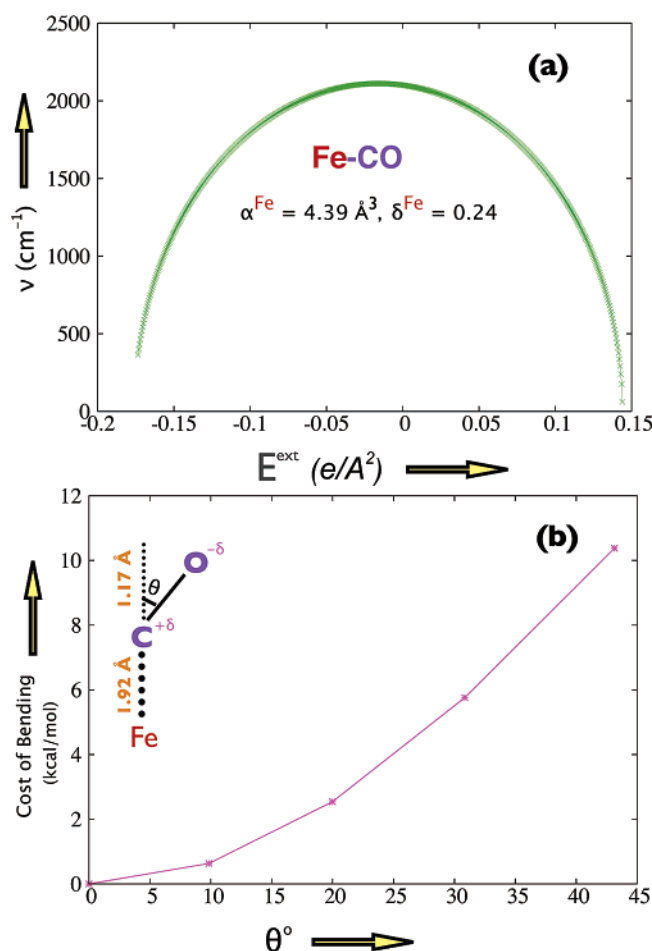 2500
(a)
2000
Fe-CO
1500
α^Fe = 4.39 Å³, δ^Fe = 0.24
ν (cm⁻¹)
1000
500
0
-0.2 -0.15 -0.1 -0.05 0 0.05 0.1 0.15
E^ext (e/A²)
12
(b)
10
O^-δ
1.17 Å
θ
8
C^+δ
1.92 Å
6
Fe
Cost of Bending
(kcal/mol)
4
2
0
0 5 10 15 20 25 30 35 40 45
θ°